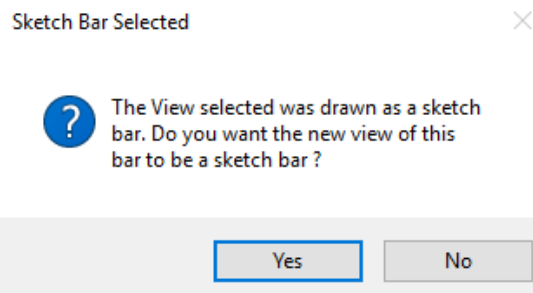 Sketch Bar Selected
The View selected was drawn as a sketch
bar. Do you want the new view of this
bar to be a sketch bar ?
Yes
No